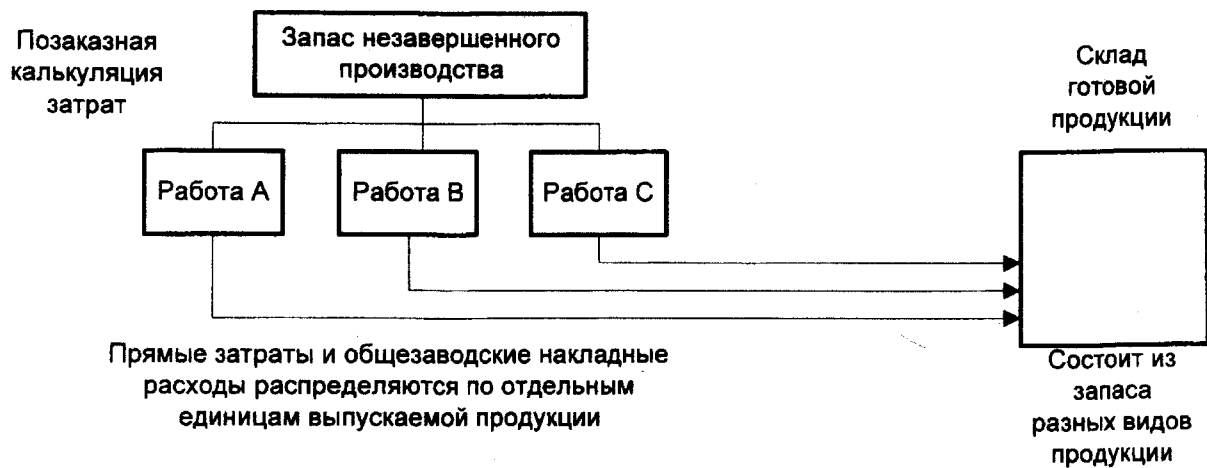 Позаказная
калькуляция
затрат
Запас незавершенного
производства
Склад
готовой
продукции
Работа А
Работа В
Работа С
Прямые затраты и общезаводские накладные
расходы распределяются по отдельным
единицам выпускаемой продукции
Состоит из
запаса
разных видов
продукции